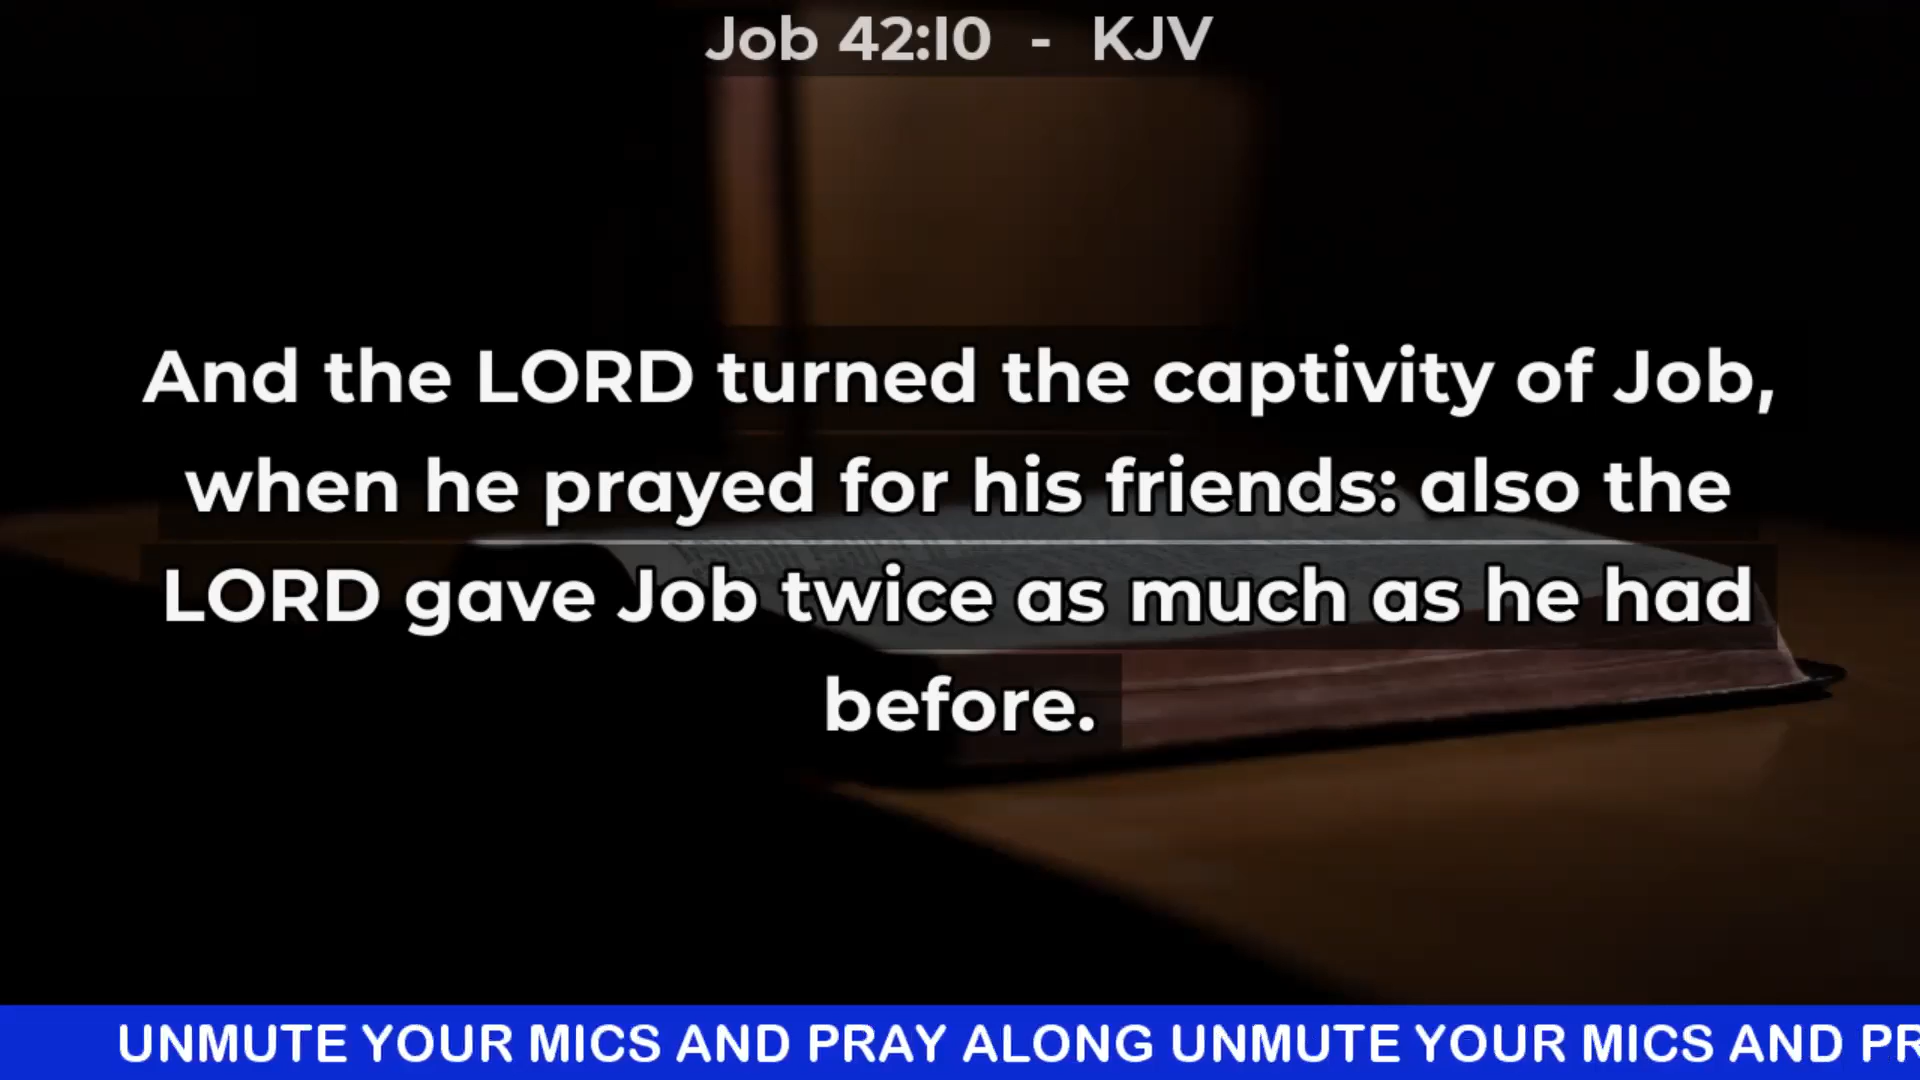 Job 42:10 - KJV
And the LORD turned the captivity of Job,
when he prayed for his friends: also the
LORD gave Job twice as much as he had
before.
UNMUTE YOUR MICS AND PRAY ALONG UNMUTE YOUR MICS AND PR